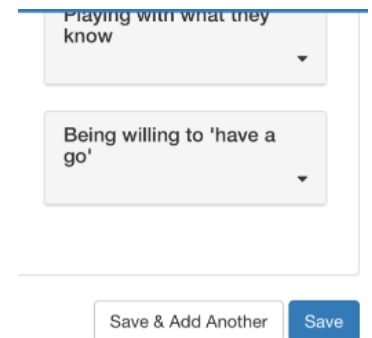 Playing with what they
know
Being willing to 'have a
go'
Save & Add Another
Save